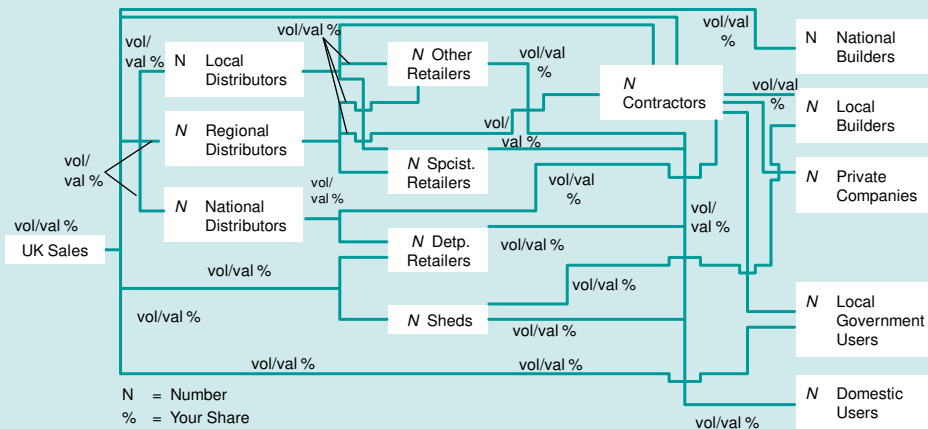 vol/val %
vol/
val %
N Local
Distributors
N Other
Retailers
vol/val
%
N
Contractors
vol/val
%
N National
Builders
vol/val
%
N Local
Builders
N Regional
Distributors
vol/
val %
vol/
val %
N Spcist.
Retailers
N Private
Companies
vol/
val %
vol/val
%
N National
Distributors
vol/
val %
vol/val %
UK Sales
N Detp.
Retailers
vol/val %
vol/val %
vol/val %
vol/val %
N Sheds
vol/val %
N Local
Government
Users
vol/val %
vol/val %
N = Number
% = Your Share
N Domestic
Users
vol/val %